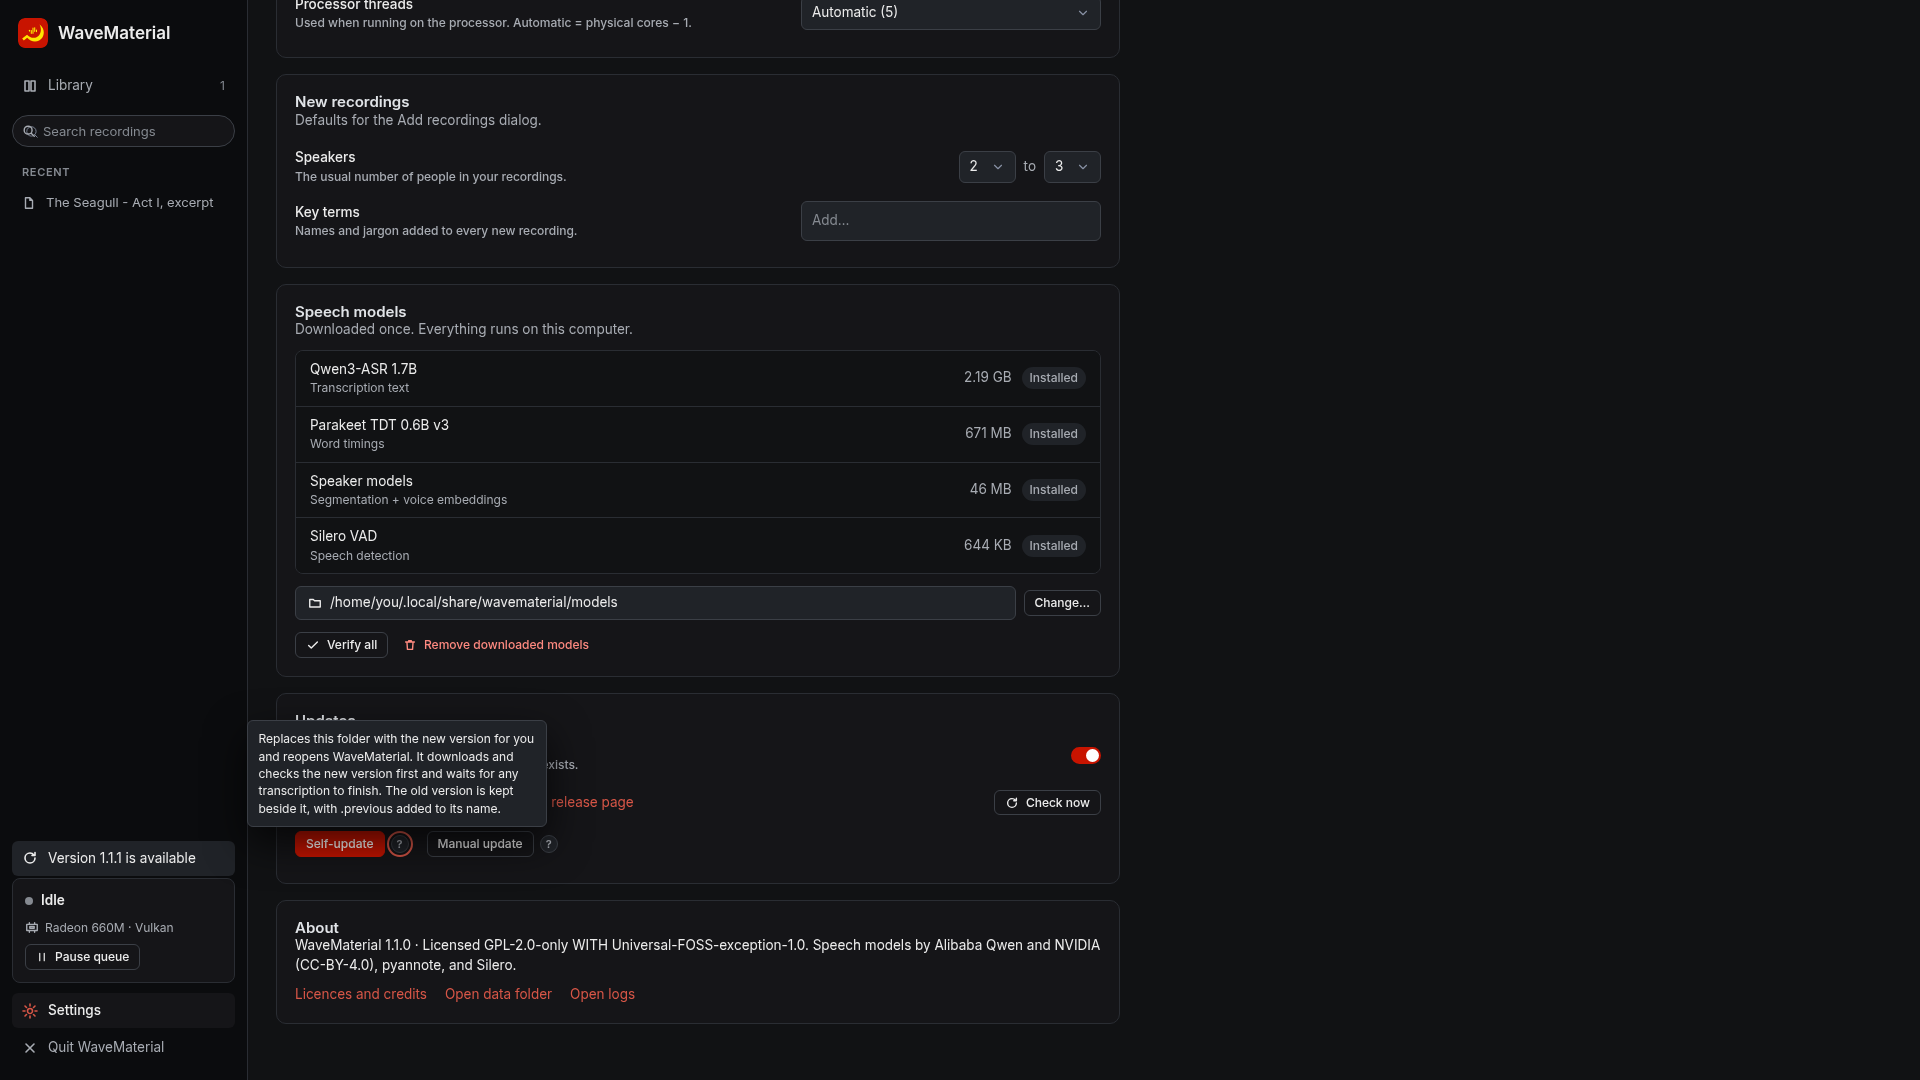 WaveMaterial
Library 1
Search recordings
RECENT
The Seagull - Act I, excerpt
Version 1.1.1 is available
Idle
Radeon 660M · Vulkan
Pause queue
Settings
Quit WaveMaterial
Processor threads
Used when running on the processor. Automatic = physical cores − 1.
Automatic (5)
New recordings
Defaults for the Add recordings dialog.
Speakers
The usual number of people in your recordings.
2 to 3
Key terms
Names and jargon added to every new recording.
Add...
Speech models
Downloaded once. Everything runs on this computer.
Qwen3-ASR 1.7B
Transcription text
2.19 GB Installed
Parakeet TDT 0.6B v3
Word timings
671 MB Installed
Speaker models
Segmentation + voice embeddings
46 MB Installed
Silero VAD
Speech detection
644 KB Installed
/home/you/.local/share/wavematerial/models
Change...
Verify all
Remove downloaded models
Updates
Replaces this folder with the new version for you
and reopens WaveMaterial. It downloads and
checks the new version first and waits for any
transcription to finish. The old version is kept
beside it, with .previous added to its name.
exists.
release page
Check now
Self-update ?
Manual update ?
About
WaveMaterial 1.1.0 · Licensed GPL-2.0-only WITH Universal-FOSS-exception-1.0. Speech models by Alibaba Qwen and NVIDIA
(CC-BY-4.0), pyannote, and Silero.
Licences and credits Open data folder Open logs